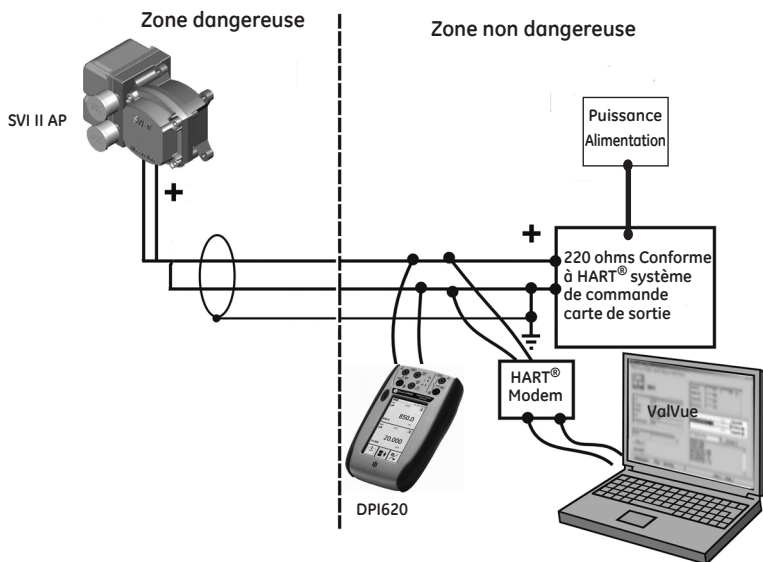 Zone dangereuse
Zone non dangereuse
SVI II AP
+
Puissance
Alimentation
+
220 ohms Conforme
à HART® système
de commande
carte de sortie
HART®
Modem
ValVue
850.0
20.000
DPI620